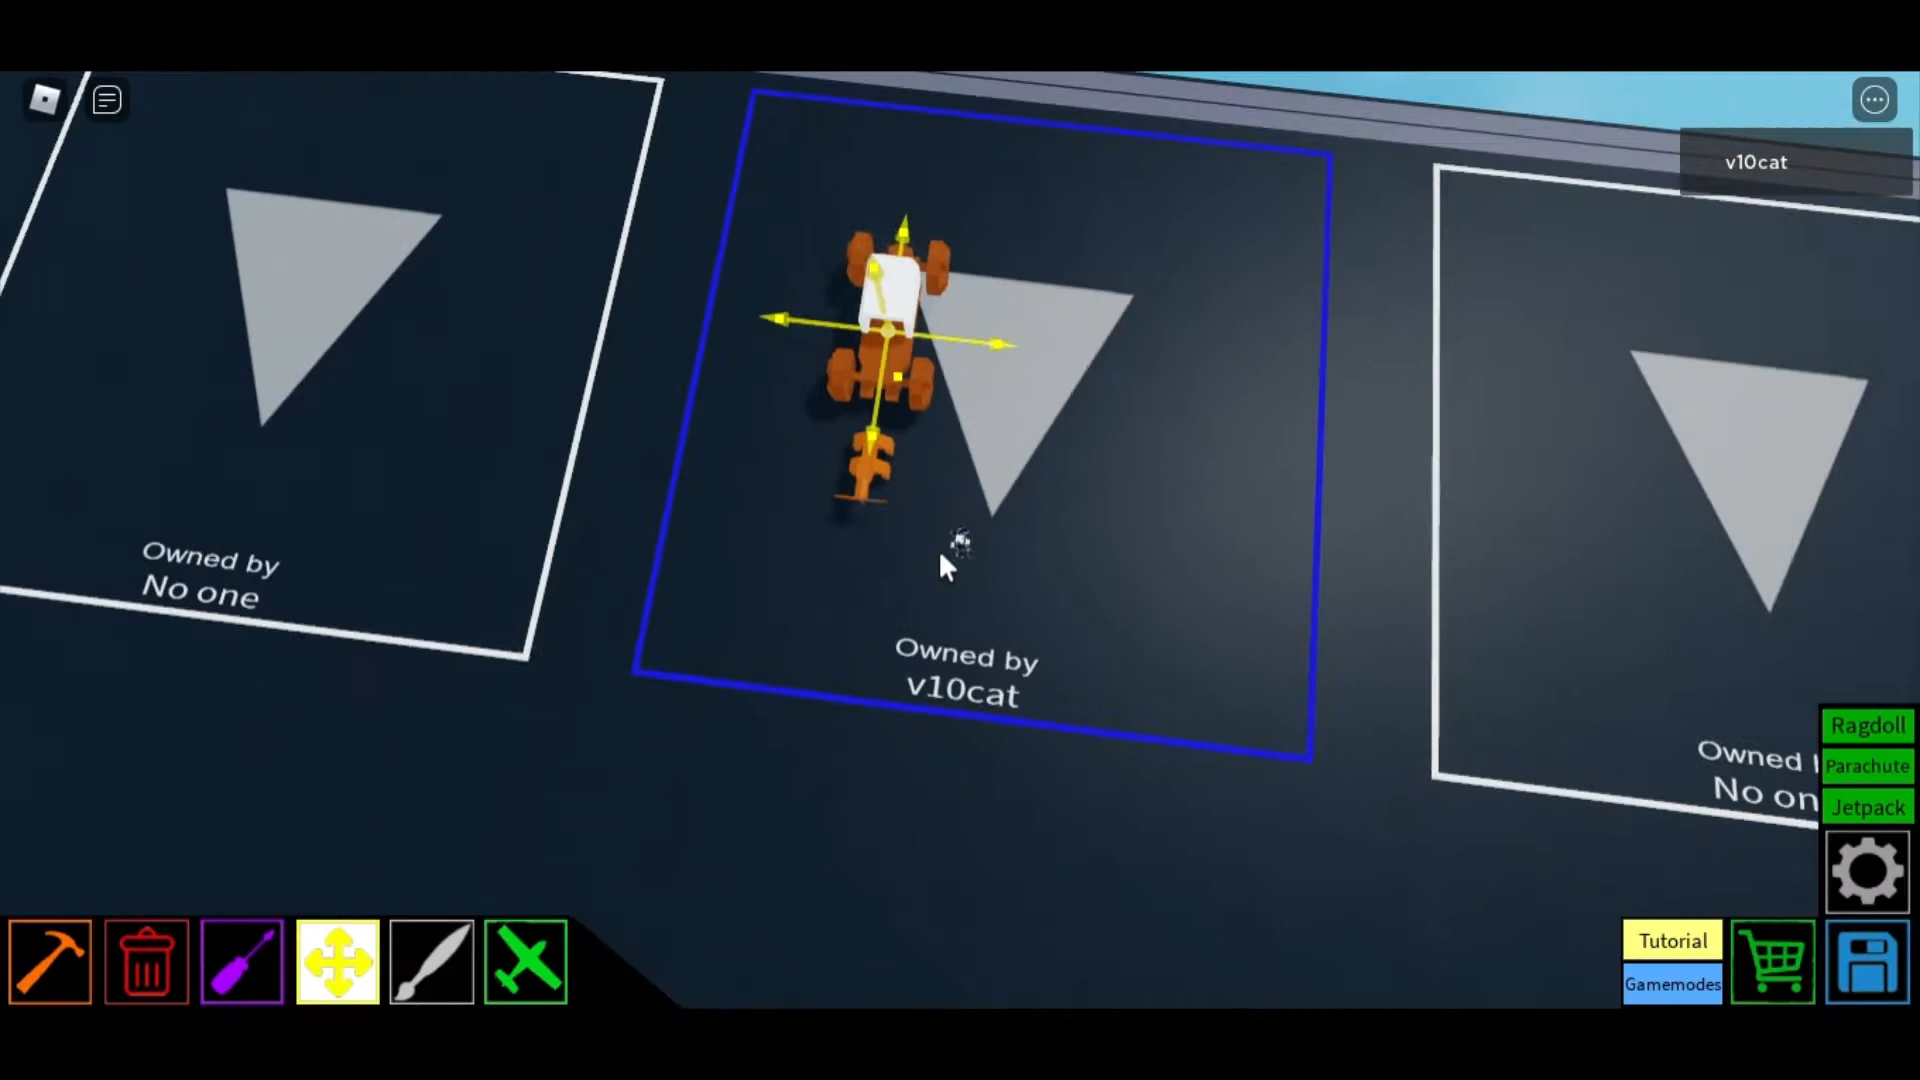 v10cat
Owned by
No one
Owned by
v10cat
Owned
No on
Ragdoll
Parachute
Jetpack
Tutorial
Gamemodes